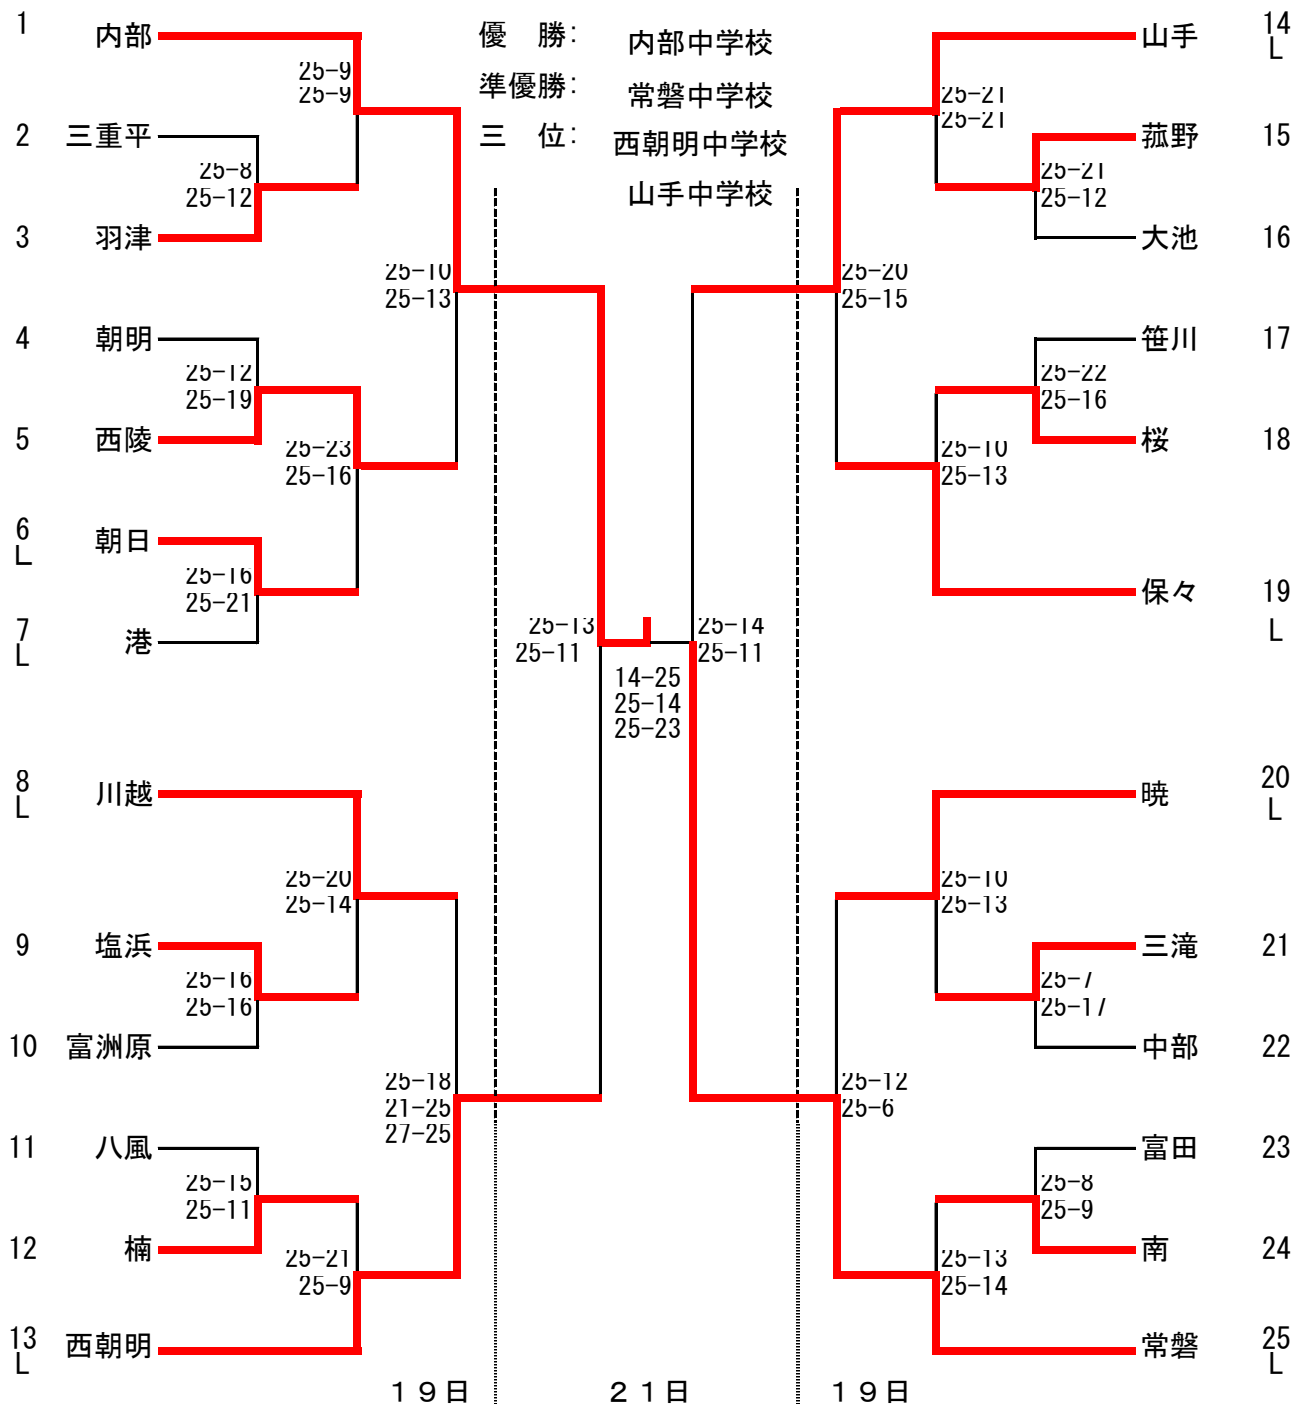 優　勝： 内部中学校
準優勝： 常磐中学校
三　位： 西朝明中学校
山手中学校
1 内部
25-9
25-9
2 三重平
25-8
25-12
3 羽津
25-10
25-13
4 朝明
25-12
25-19
5 西陵
25-23
25-16
6 L 朝日
25-16
25-21
7 L 港
25-13
25-11
14-25
25-14
25-23
8 L 川越
25-20
25-14
9 塩浜
25-16
25-16
10 富洲原
25-18
21-25
27-25
11 八風
25-15
25-11
12 楠
25-21
25-9
13 L 西朝明
山手 14 L
25-21
25-21
菰野 15
25-21
25-12
大池 16
25-20
25-15
笹川 17
25-22
25-16
桜 18
25-10
25-13
保々 19 L
25-14
25-11
暁 20 L
25-10
25-13
三滝 21
25-7
25-17
中部 22
25-12
25-6
富田 23
25-8
25-9
南 24
25-13
25-14
常磐 25 L
１９日 ２１日 １９日